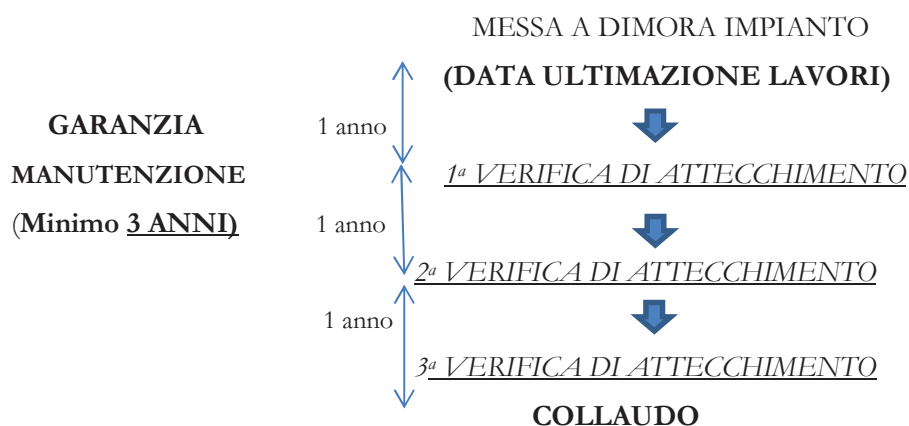 MESSA A DIMORA IMPIANTO
(DATA ULTIMAZIONE LAVORI)
GARANZIA
MANUTENZIONE
(Minimo 3 ANNI)
1 anno
1ª VERIFICA DI ATTECCHIMENTO
1 anno
2ª VERIFICA DI ATTECCHIMENTO
1 anno
3ª VERIFICA DI ATTECCHIMENTO
COLLAUDO